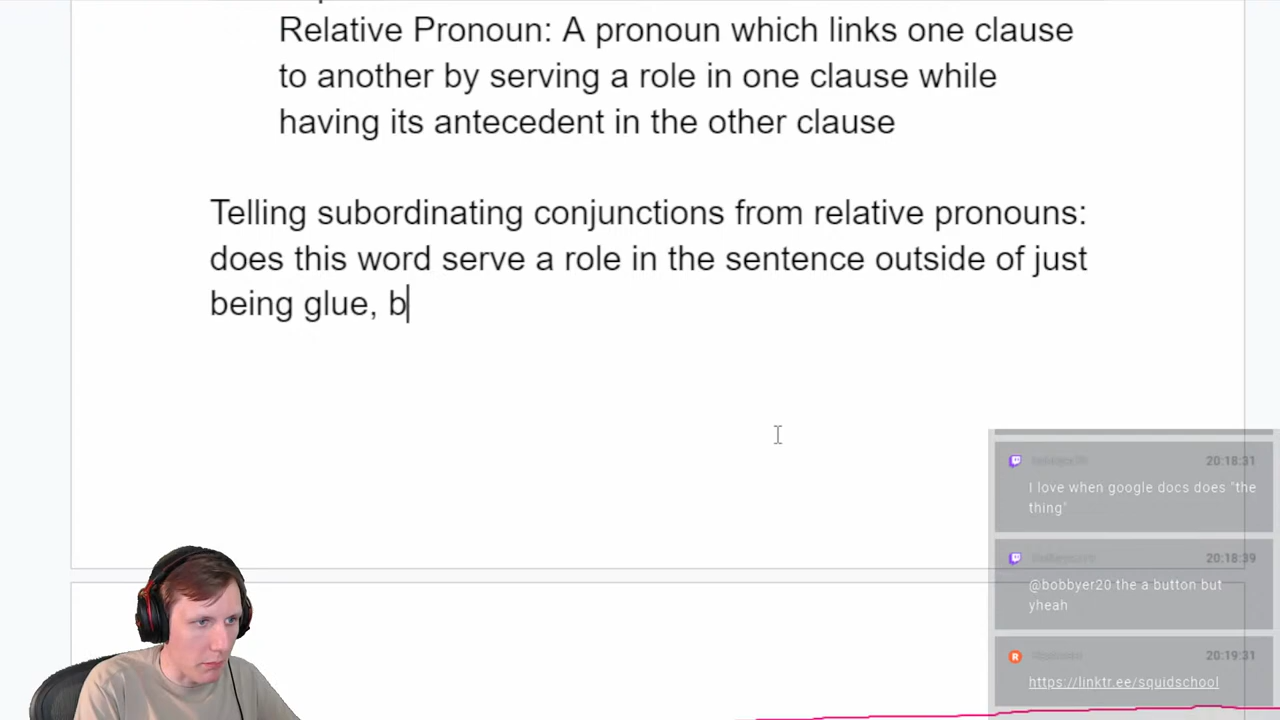 Relative Pronoun: A pronoun which links one clause
to another by serving a role in one clause while
having its antecedent in the other clause
Telling subordinating conjunctions from relative pronouns:
does this word serve a role in the sentence outside of just
being glue, b
20:18:31
I love when google docs does "the
thing"
20:18:39
@bobbyer20 the a button but
yheah
20:19:31
https://linktr.ee/squidschool